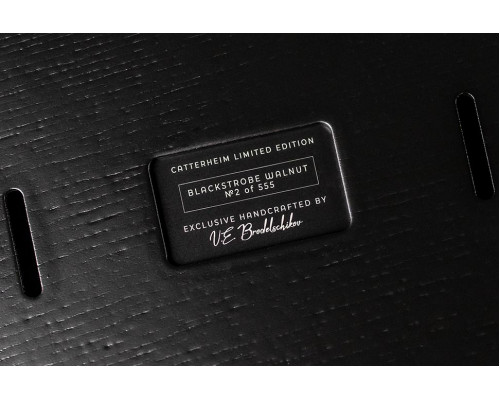 CATTERHEIM LIMITED EDITION
BLACKSTROBE WALNUT
№2 of 555
EXCLUSIVE HANDCRAFTED BY
V.E. Brodelschikov